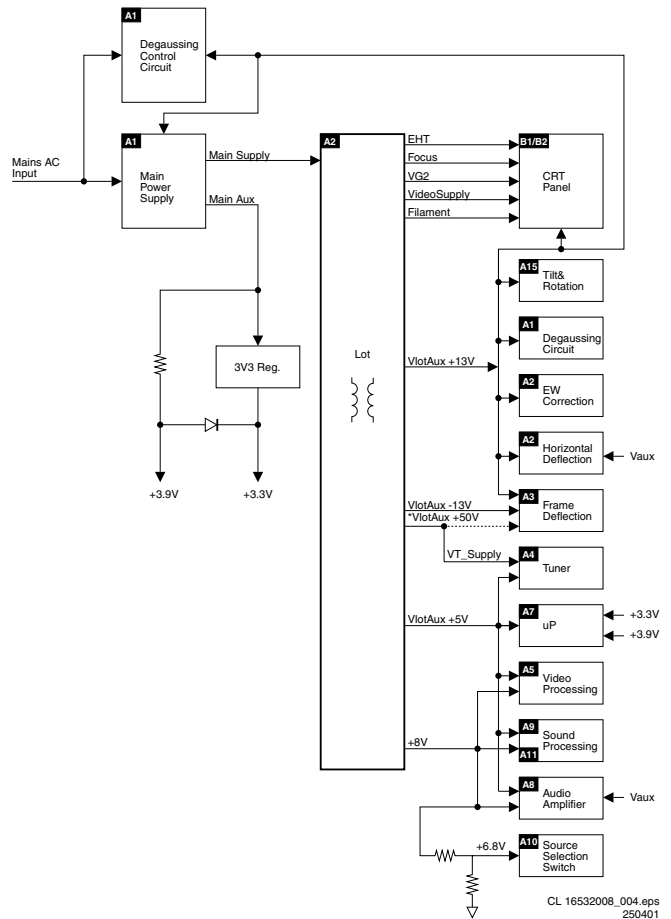 A1
Degaussing
Control
Circuit
Mains AC
Input
A1
Main
Power
Supply
Main Supply
Main Aux
3V3 Reg.
+3.9V
+3.3V
A2
Lot
EHT
Focus
VG2
VideoSupply
Filament
VlotAux +13V
VlotAux -13V
*VlotAux +50V
VT_Supply
VlotAux +5V
+8V
+6.8V
B1/B2
CRT
Panel
A15
Tilt&
Rotation
A1
Degaussing
Circuit
A2
EW
Correction
A2
Horizontal
Deflection
Vaux
A3
Frame
Deflection
A4
Tuner
A7
uP
+3.3V
+3.9V
A5
Video
Processing
A9
Sound
Processing
A11
A8
Audio
Amplifier
Vaux
A10
Source
Selection
Switch
CL 16532008_004.eps
250401